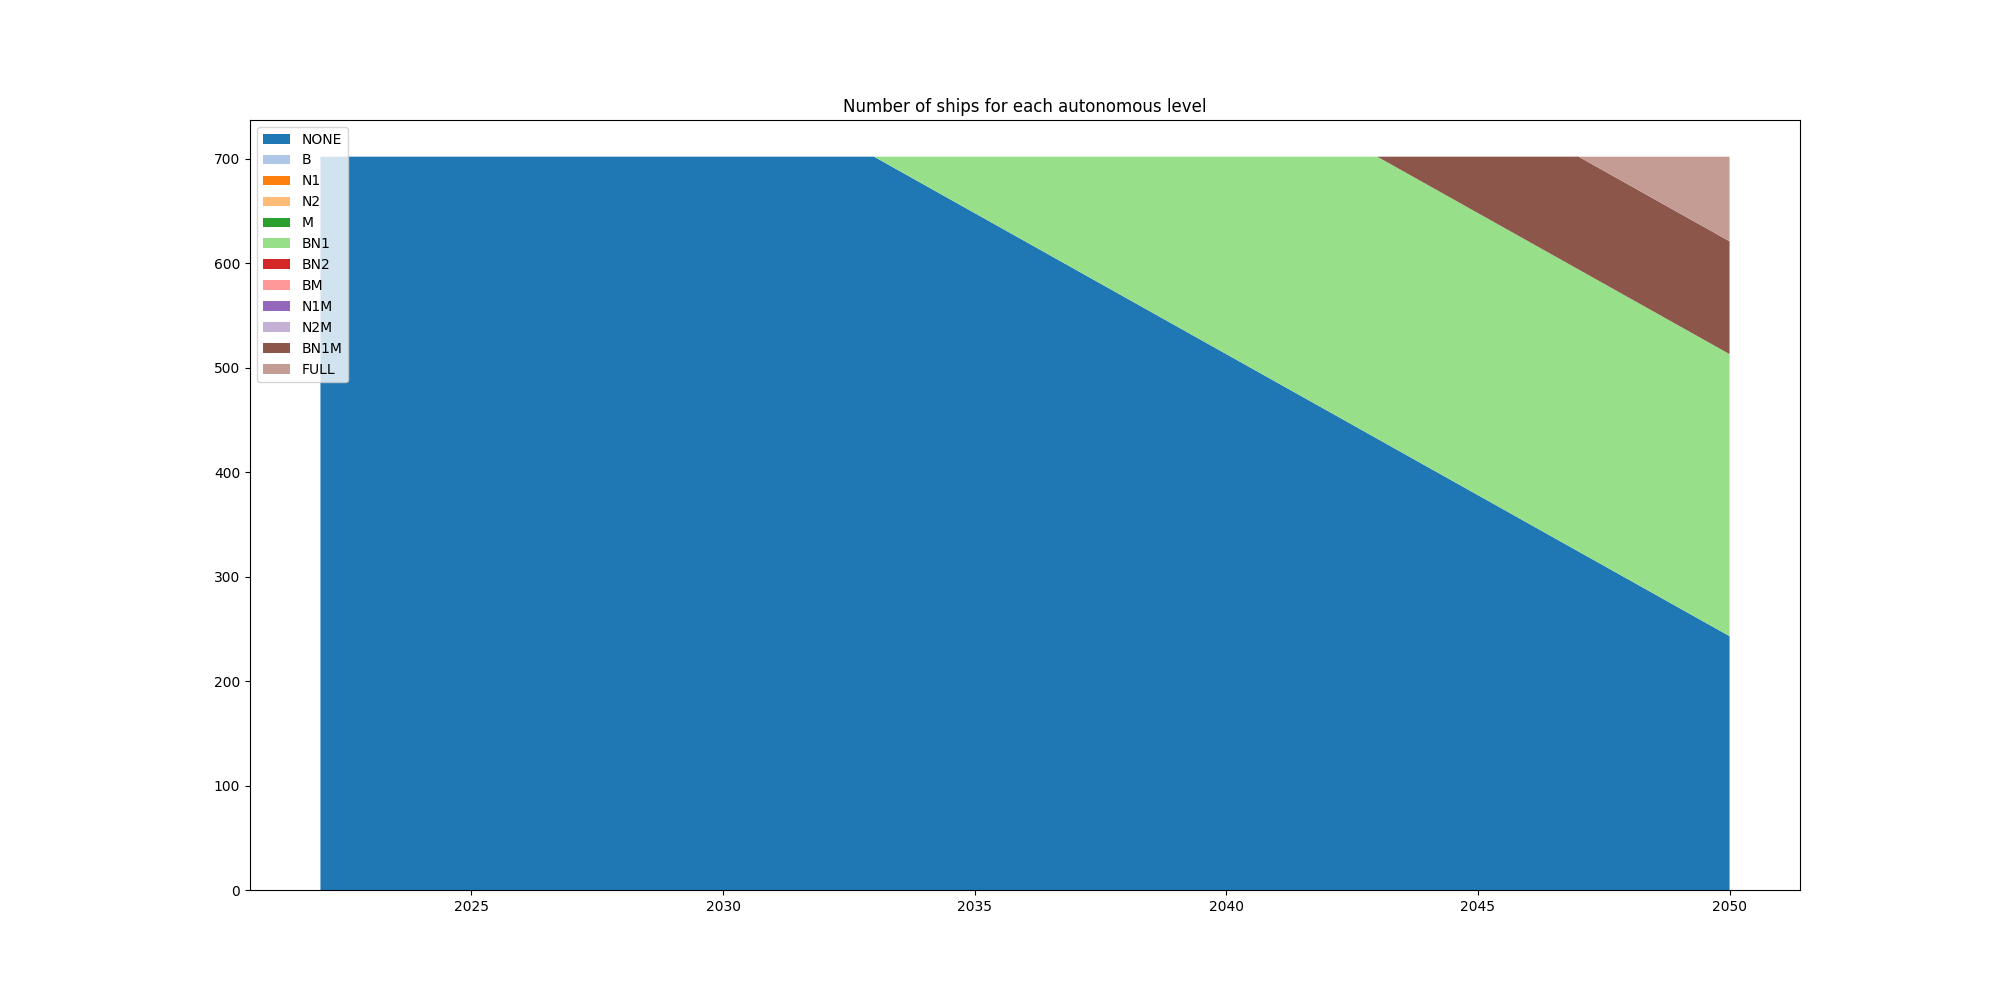 Number of ships for each autonomous level
NONE
B
N1
N2
M
BN1
BN2
BM
N1M
N2M
BN1M
FULL
700
600
500
400
300
200
100
0
2025 2030 2035 2040 2045 2050